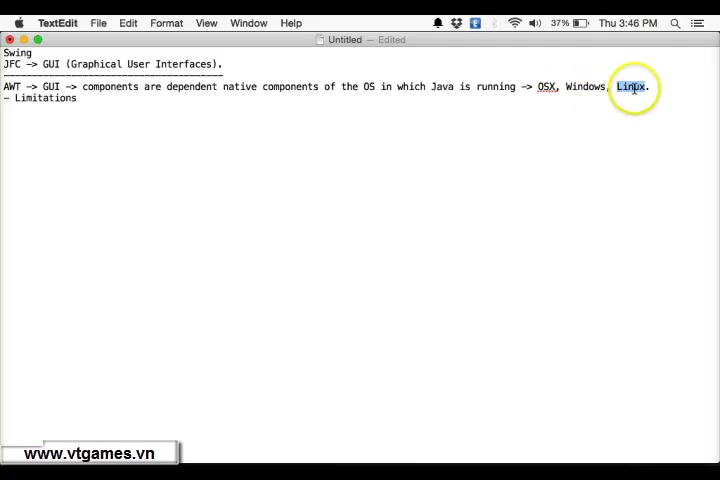 TextEdit File Edit Format View Window Help 37% Thu 3:46 PM
Untitled — Edited
Swing
JFC -> GUI (Graphical User Interfaces).
---------------------------------------
AWT -> GUI -> components are dependent native components of the OS in which Java is running -> OSX, Windows, Linux.
- Limitations
www.vtgames.vn